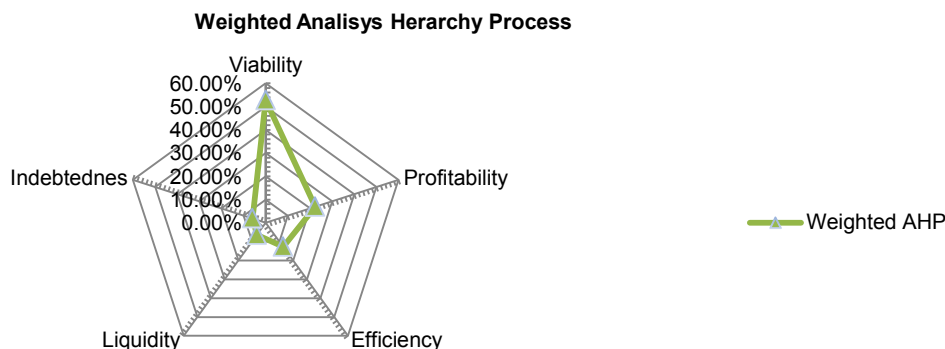 Weighted Analisys Herarchy Process
Viability
60.00%
50.00%
40.00%
30.00%
20.00%
10.00%
0.00%
Indebtednes
Profitability
Weighted AHP
Liquidity
Efficiency